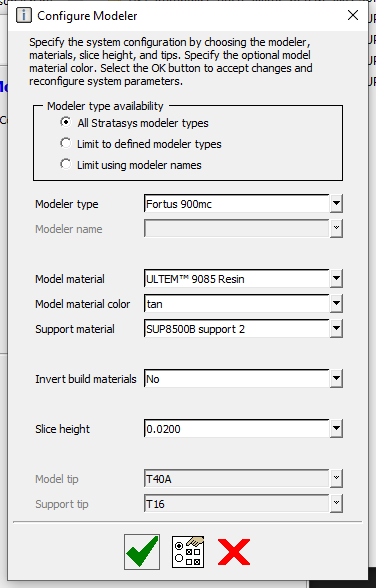 Configure Modeler
Specify the system configuration by choosing the modeler,
materials, slice height, and tips. Specify the optional model
material color. Select the OK button to accept changes and
reconfigure system parameters.
Modeler type availability
All Stratasys modeler types
Limit to defined modeler types
Limit using modeler names
Modeler type Fortus 900mc
Modeler name
Model material ULTEM™ 9085 Resin
Model material color tan
Support material SUP8500B support 2
Invert build materials No
Slice height 0.0200
Model tip T40A
Support tip T16